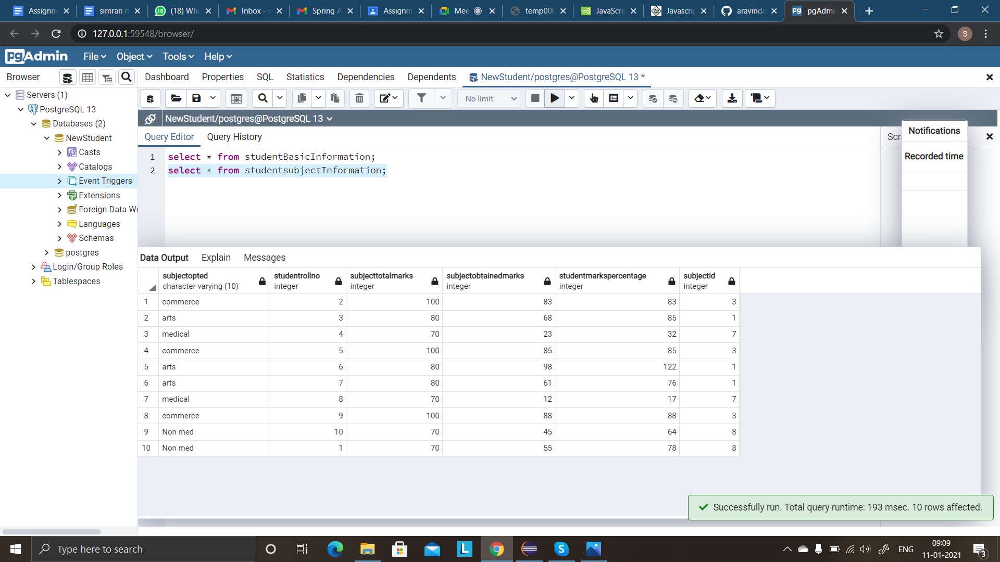 Assignm
simran n
(18) Wha
Inbox - s
Spring A
Assignm
Mee
temp000
JavaScri
Javascrip
aravinda
pgAdmi
127.0.0.1:59548/browser/
S
pgAdmin
File
Object
Tools
Help
Browser
Dashboard
Properties
SQL
Statistics
Dependencies
Dependents
NewStudent/postgres@PostgreSQL 13 *
Servers (1)
PostgreSQL 13
Databases (2)
NewStudent
Casts
Catalogs
Event Triggers
Extensions
Foreign Data Wr
Languages
Schemas
postgres
Login/Group Roles
Tablespaces
No limit
NewStudent/postgres@PostgreSQL 13
Query Editor
Query History
Scr
Notifications
Recorded time
1 select * from studentBasicInformation;
2 select * from studentsubjectInformation;
Data Output
Explain
Messages
subjectopted character varying (10)
studentrollno integer
subjecttotalmarks integer
subjectobtainedmarks integer
studentmarkspercentage integer
subjectid integer
1 commerce 2 100 83 83 3
2 arts 3 80 68 85 1
3 medical 4 70 23 32 7
4 commerce 5 100 85 85 3
5 arts 6 80 98 122 1
6 arts 7 80 61 76 1
7 medical 8 70 12 17 7
8 commerce 9 100 88 88 3
9 Non med 10 70 45 64 8
10 Non med 1 70 55 78 8
Successfully run. Total query runtime: 193 msec. 10 rows affected.
Type here to search
L
S
ENG
09:09
11-01-2021
3